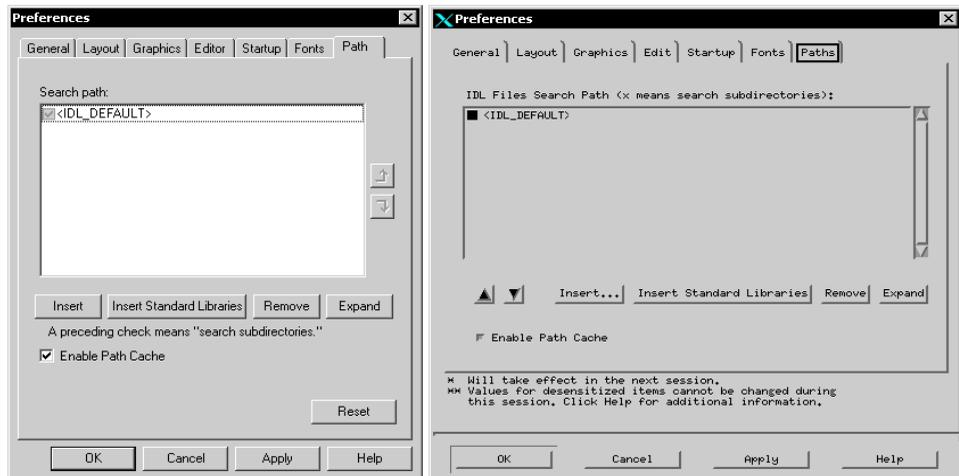 Preferences
General Layout Graphics Editor Startup Fonts Path
Search path:
<IDL_DEFAULT>
Insert Insert Standard Libraries Remove Expand
A preceding check means "search subdirectories."
Enable Path Cache
Reset
OK Cancel Apply Help
Preferences
General Layout Graphics Edit Startup Fonts Paths
IDL Files Search Path (x means search subdirectories):
<IDL_DEFAULT>
Insert... Insert Standard Libraries Remove Expand
Enable Path Cache
* Will take effect in the next session.
** Values for desensitized items cannot be changed during
this session. Click Help for additional information.
OK Cancel Apply Help